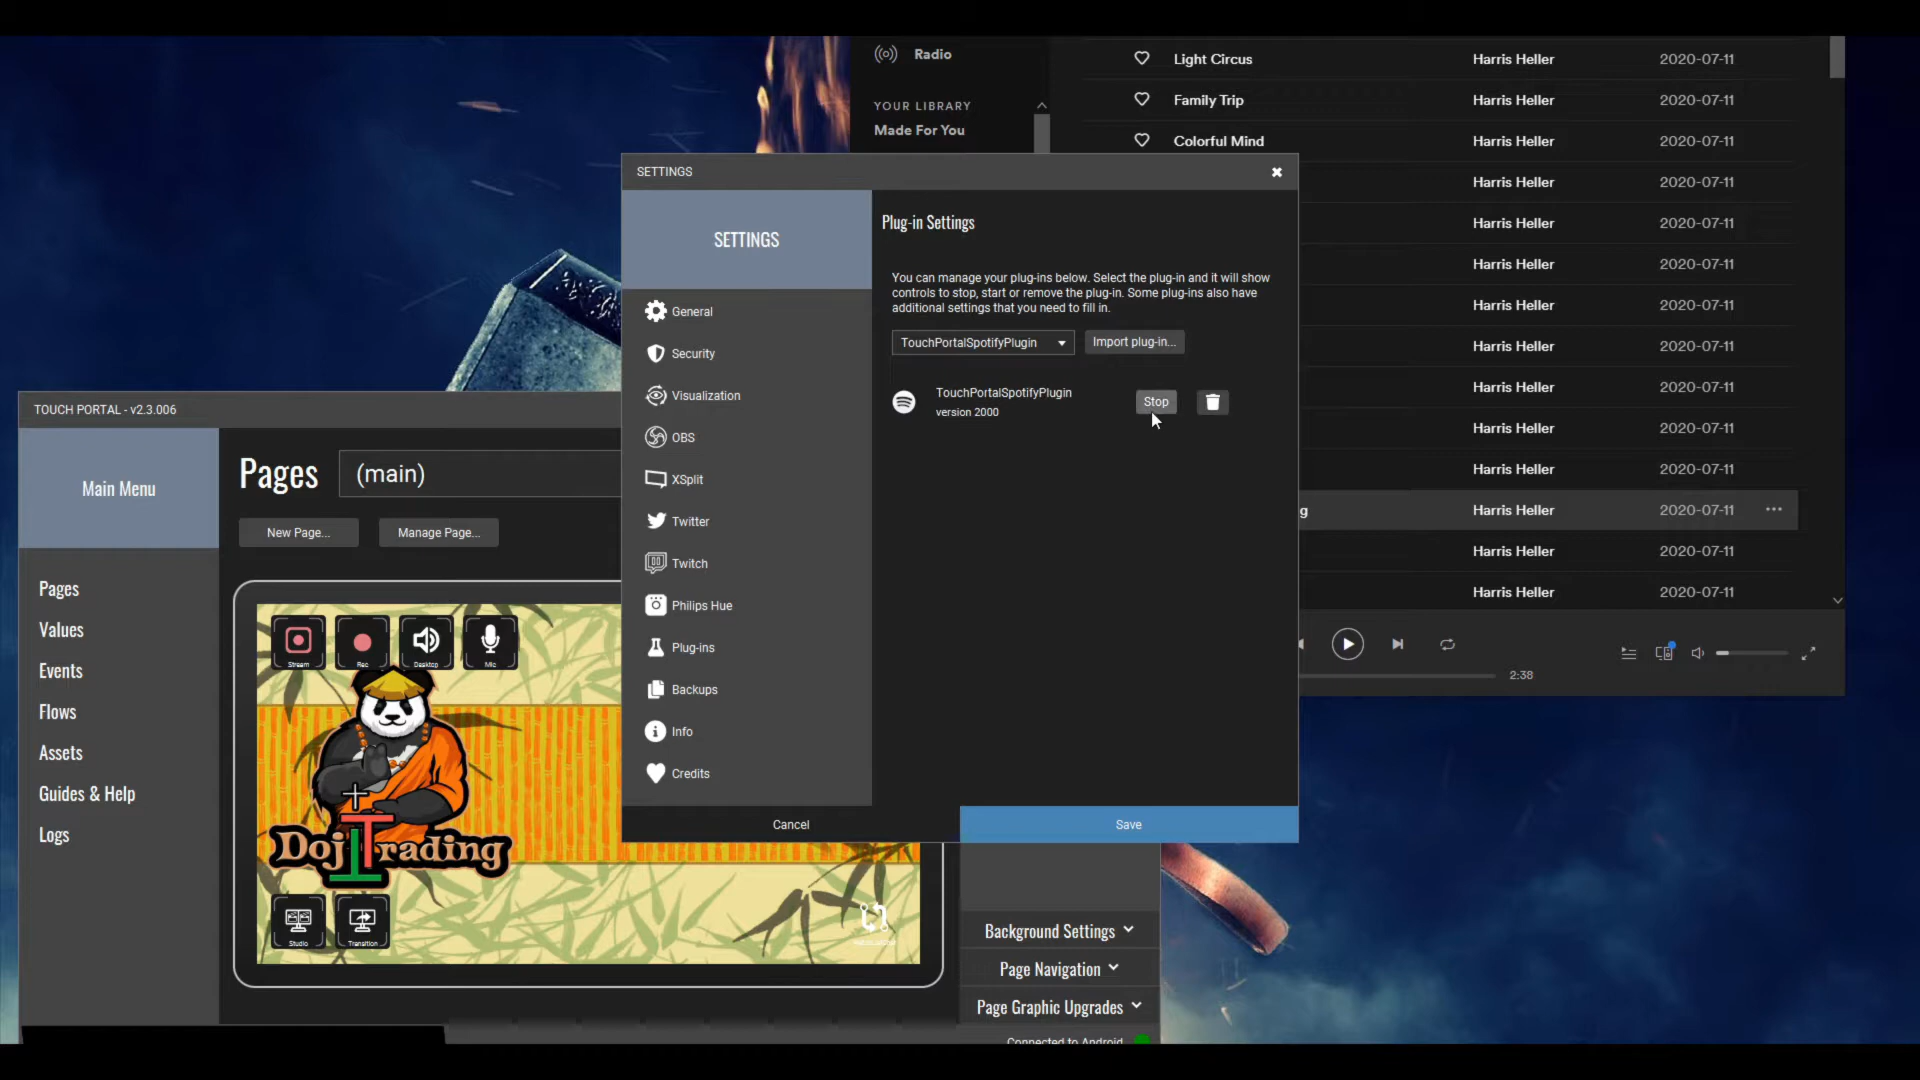 Radio
YOUR LIBRARY
Made For You
Light Circus Harris Heller 2020-07-11
Family Trip Harris Heller 2020-07-11
Colorful Mind Harris Heller 2020-07-11
Harris Heller 2020-07-11
Harris Heller 2020-07-11
Harris Heller 2020-07-11
Harris Heller 2020-07-11
Harris Heller 2020-07-11
Harris Heller 2020-07-11
Harris Heller 2020-07-11
Harris Heller 2020-07-11
g Harris Heller 2020-07-11 •••
Harris Heller 2020-07-11
Harris Heller 2020-07-11
2:38
SETTINGS
SETTINGS
General
Security
Visualization
OBS
XSplit
Twitter
Twitch
Philips Hue
Plug-ins
Backups
Info
Credits
Plug-in Settings
You can manage your plug-ins below. Select the plug-in and it will show
controls to stop, start or remove the plug-in. Some plug-ins also have
additional settings that you need to fill in.
TouchPortalSpotifyPlugin Import plug-in...
TouchPortalSpotifyPlugin
version 2000
Stop
Cancel Save
TOUCH PORTAL - v2.3.006
Main Menu
Pages
Values
Events
Flows
Assets
Guides & Help
Logs
Pages (main)
New Page... Manage Page...
Stream Rec Desktop Mic
DojiTrading
Studio Transition
Background Settings
Page Navigation
Page Graphic Upgrades
Connected to Android